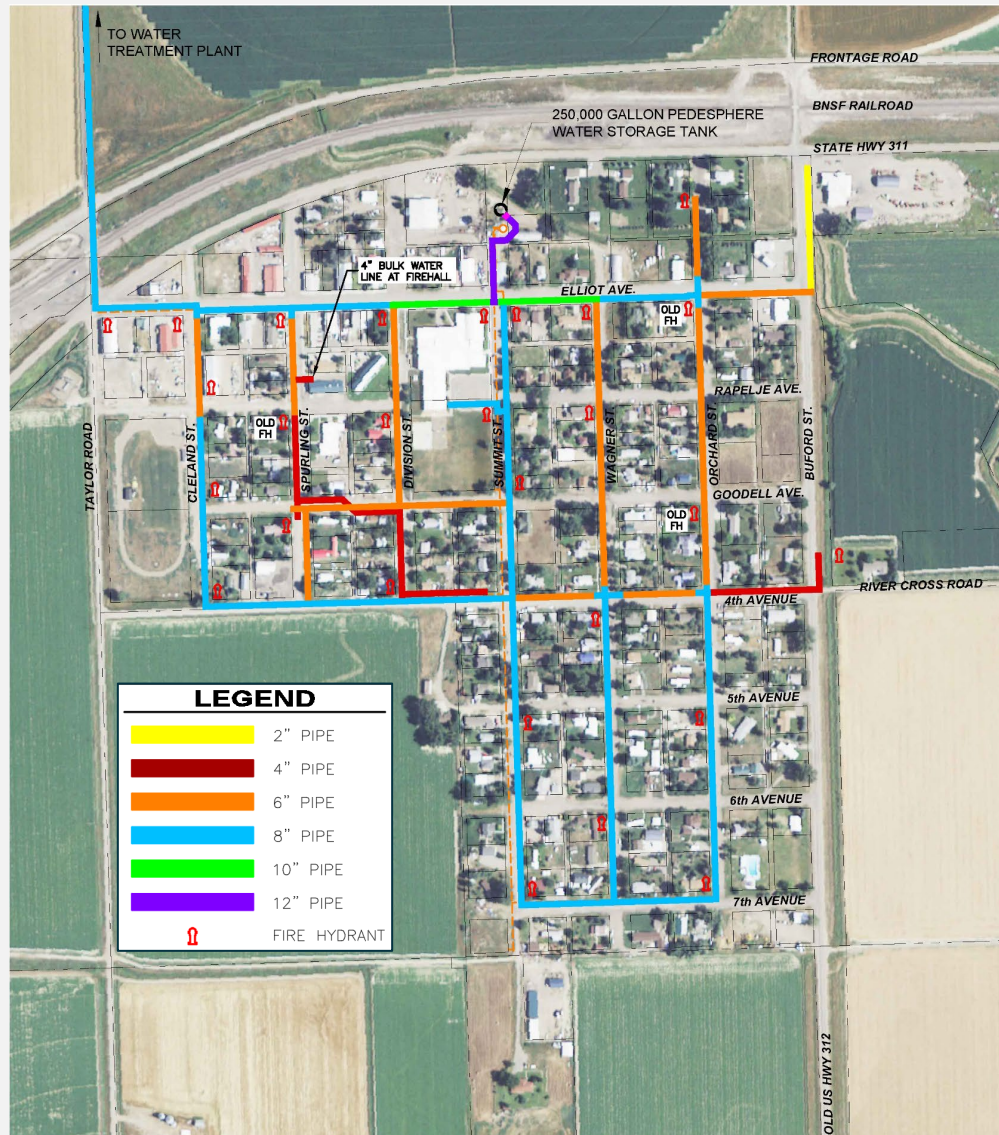 TO WATER
TREATMENT PLANT
FRONTAGE ROAD
BNSF RAILROAD
250,000 GALLON PEDESPHERE
WATER STORAGE TANK
STATE HWY 311
4" BULK WATER
LINE AT FIREHALL
ELLIOT AVE.
OLD
FH
RAPELJE AVE.
TAYLOR ROAD
CLELAND ST.
OLD
FH
SPURLING ST.
DIVISION ST.
SUMMIT ST.
WAGNER ST.
ORCHARD ST.
BUFORD ST.
GOODELL AVE.
OLD
FH
RIVER CROSS ROAD
4th AVENUE
5th AVENUE
6th AVENUE
7th AVENUE
OLD US HWY 312
LEGEND
2" PIPE
4" PIPE
6" PIPE
8" PIPE
10" PIPE
12" PIPE
FIRE HYDRANT